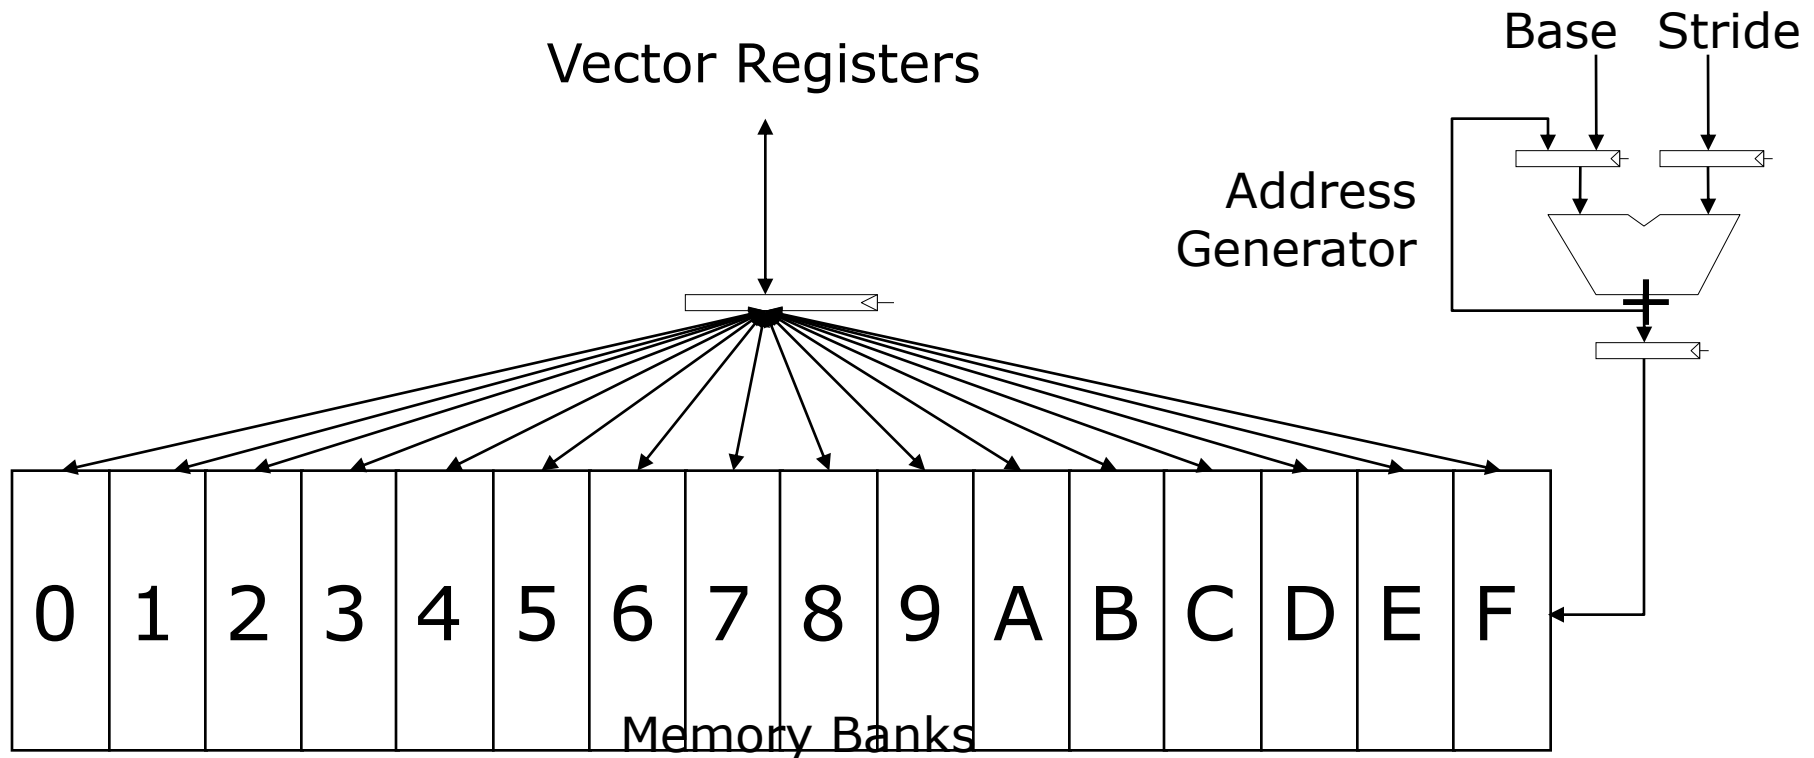 Base Stride
Vector Registers
Address
Generator
0 1 2 3 4 5 6 7 8 9 A B C D E F
Memory Banks
+